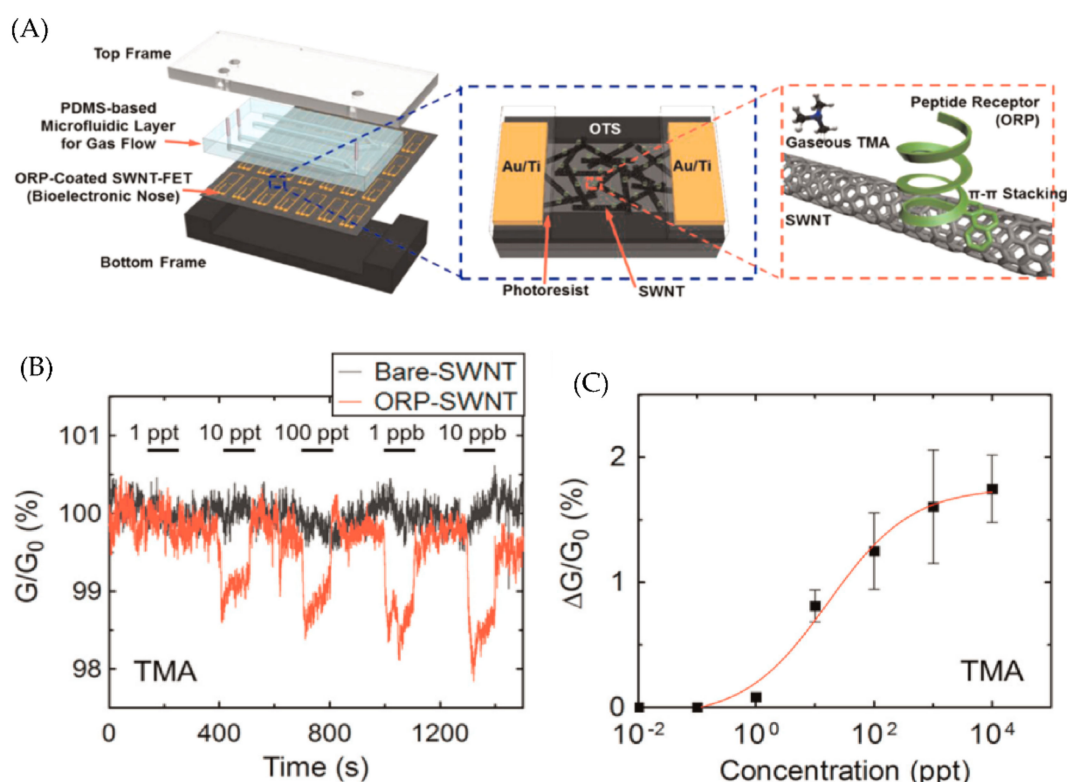 (A)
Top Frame
PDMS-based
Microfluidic Layer
for Gas Flow
ORP-Coated SWNT-FET
(Bioelectronic Nose)
Bottom Frame
OTS
Au/Ti
Au/Ti
Photoresist
SWNT
Peptide Receptor
(ORP)
Gaseous TMA
π-π Stacking
SWNT
(B)
Bare-SWNT
ORP-SWNT
1 ppt 10 ppt 100 ppt 1 ppb 10 ppb
101
100
99
98
G/G₀ (%)
TMA
0 400 800 1200
Time (s)
(C)
2
1
0
ΔG/G₀ (%)
TMA
10⁻² 10⁰ 10² 10⁴
Concentration (ppt)